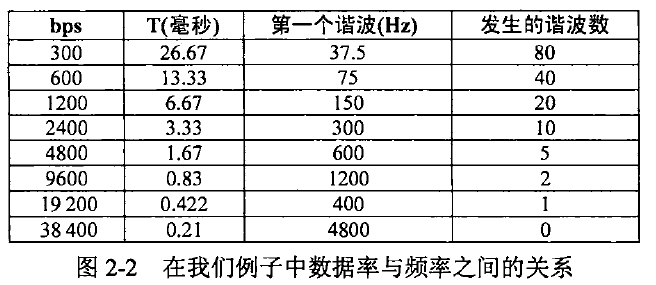 bps T(毫秒) 第一个谐波(Hz) 发生的谐波数
300 26.67 37.5 80
600 13.33 75 40
1200 6.67 150 20
2400 3.33 300 10
4800 1.67 600 5
9600 0.83 1200 2
19 200 0.422 400 1
38 400 0.21 4800 0
图 2-2 在我们例子中数据率与频率之间的关系